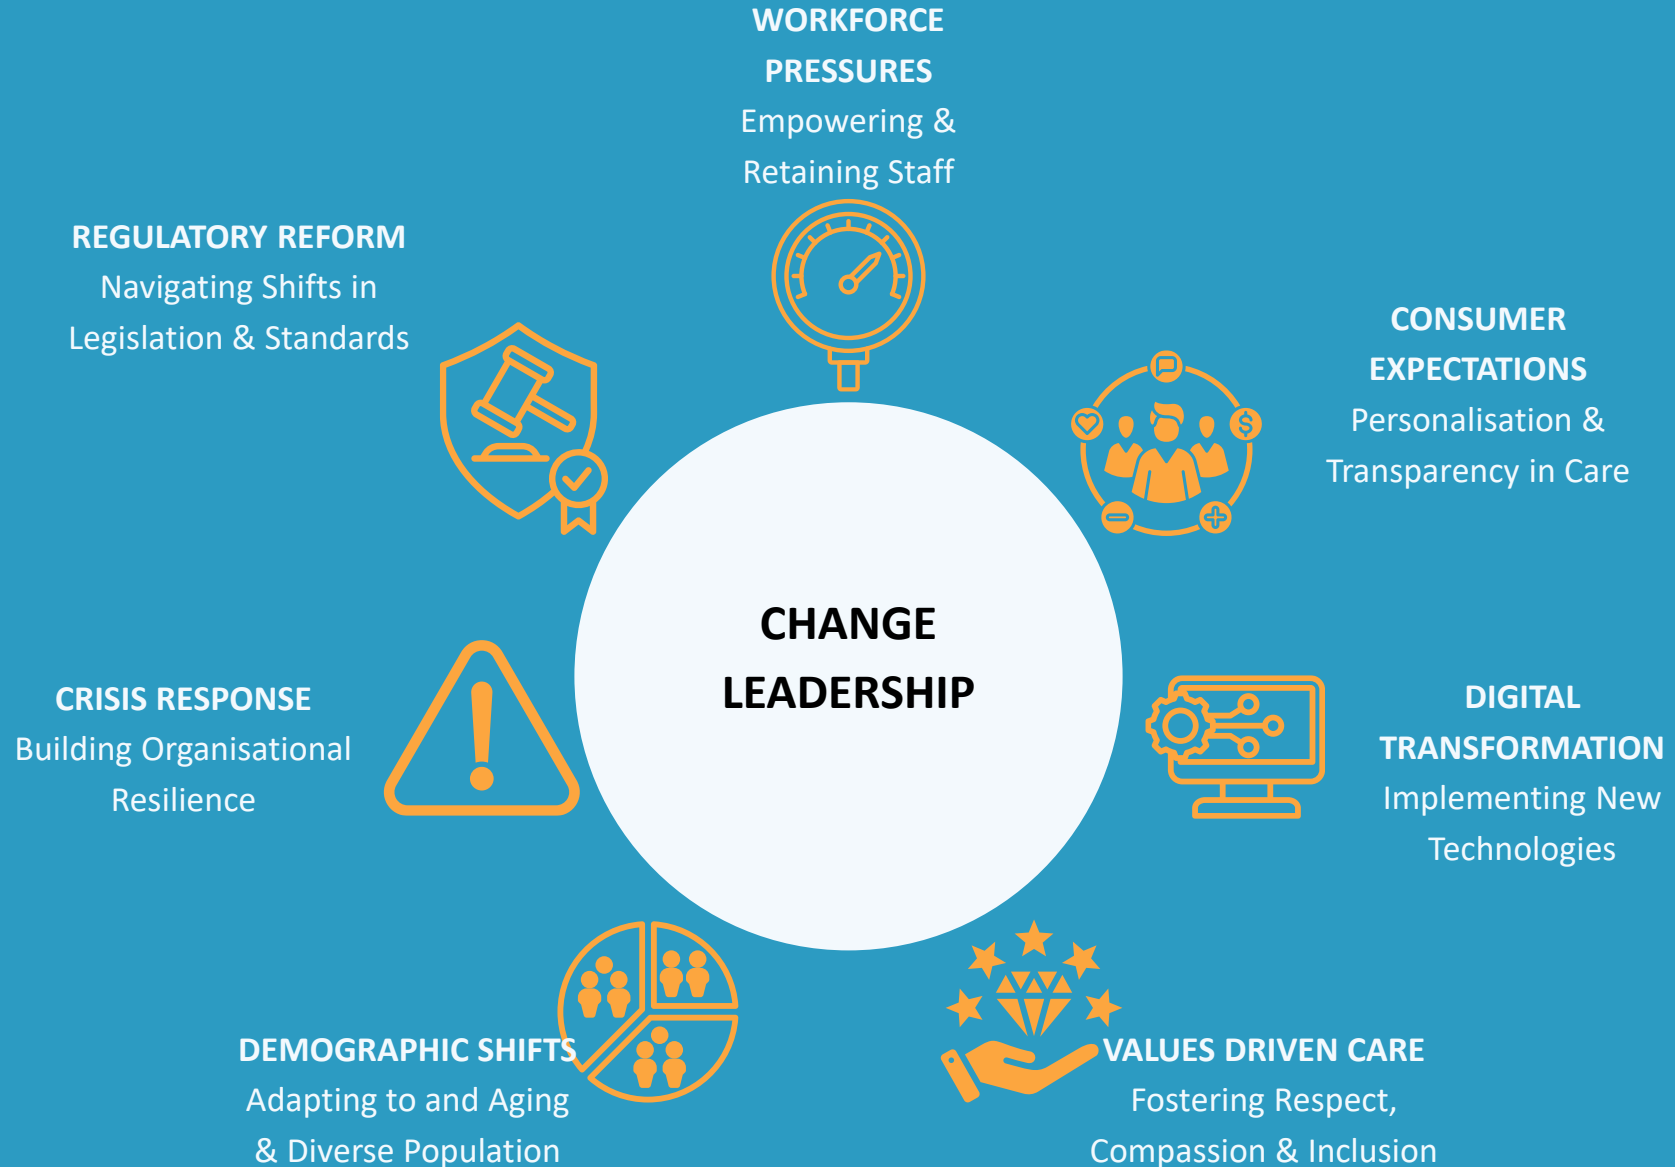 WORKFORCE
PRESSURES
Empowering &
Retaining Staff
REGULATORY REFORM
Navigating Shifts in
Legislation & Standards
CONSUMER
EXPECTATIONS
Personalisation &
Transparency in Care
CHANGE
LEADERSHIP
CRISIS RESPONSE
Building Organisational
Resilience
DIGITAL
TRANSFORMATION
Implementing New
Technologies
DEMOGRAPHIC SHIFTS
Adapting to and Aging
& Diverse Population
VALUES DRIVEN CARE
Fostering Respect,
Compassion & Inclusion